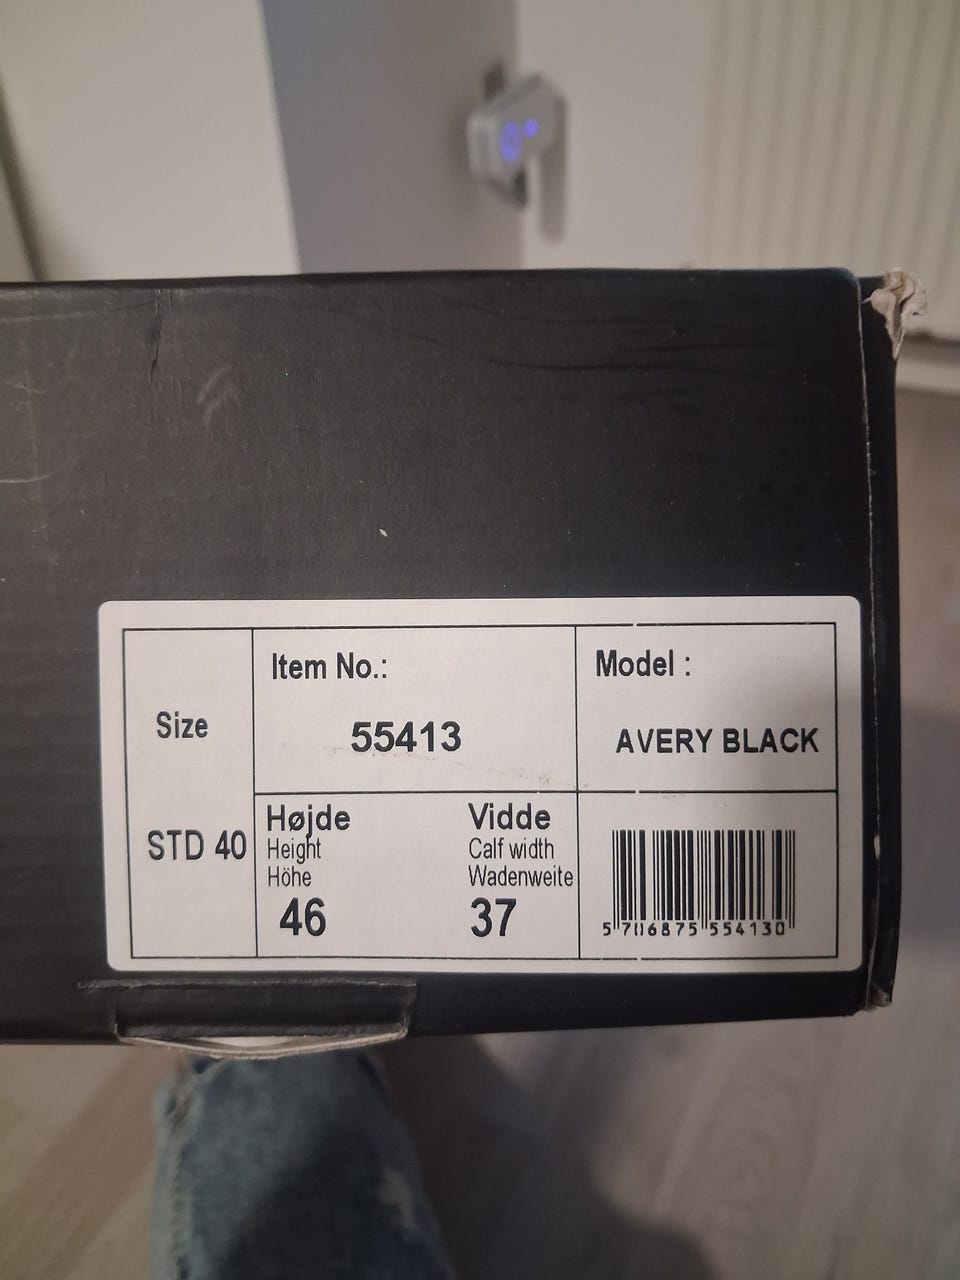 Size
STD 40
Item No.:
55413
Model :
AVERY BLACK
Højde
Height
Höhe
46
Vidde
Calf width
Wadenweite
37
5 706875 554130